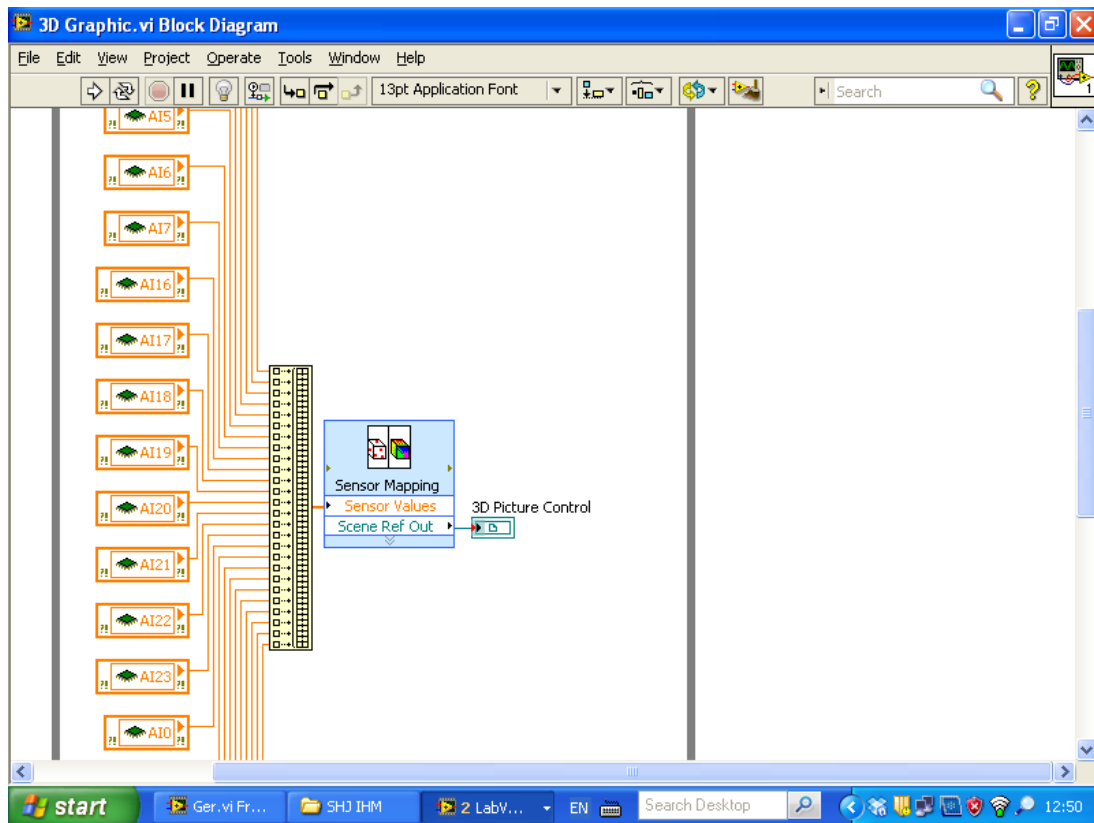 3D Graphic.vi Block Diagram
File Edit View Project Operate Tools Window Help
13pt Application Font
Search
1
AI5
AI6
AI7
AI16
AI17
AI18
AI19
AI20
AI21
AI22
AI23
AI0
Sensor Mapping
Sensor Values
Scene Ref Out
3D Picture Control
start
Ger.vi Fr...
SHJ IHM
2 LabV...
EN
Search Desktop
12:50